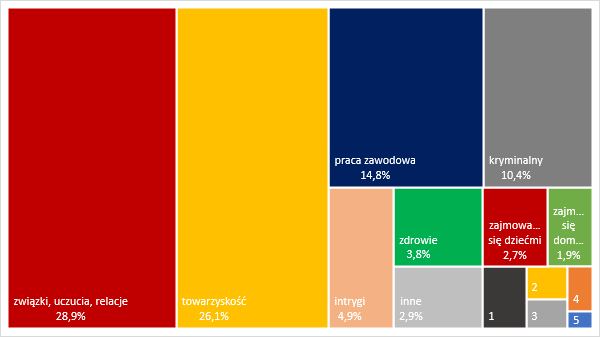 związki, uczucia, relacje
28,9%
towarzyskość
26,1%
praca zawodowa
14,8%
kryminalny
10,4%
intrygi
4,9%
zdrowie
3,8%
inne
2,9%
zajmowa...
się dziećmi
2,7%
zajm...
się
dom...
1,9%
1
2
3
4
5